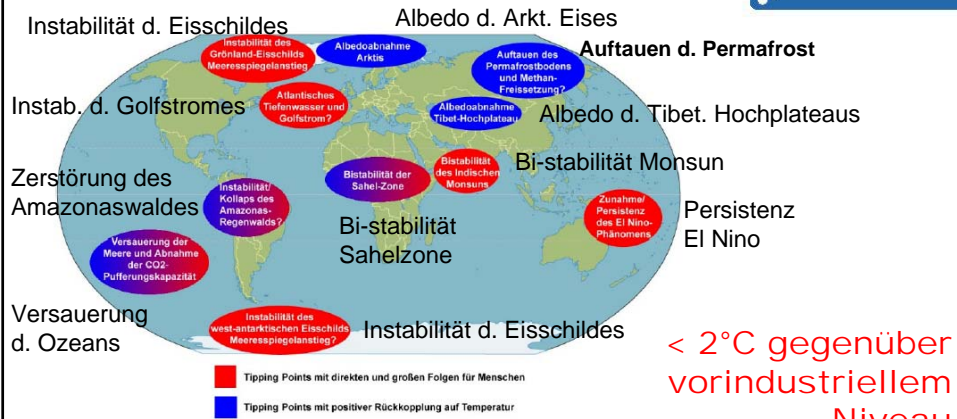 Instabilität d. Eisschildes
Albedo d. Arkt. Eises
Instabilität des
Grönland-Eisschilds
Meeresspiegelanstieg
Albedoabnahme
Arktis
Auftauen des
Permafrostbodens
und Methan-
Freissetzung?
Auftauen d. Permafrost
Instab. d. Golfstromes
Atlantisches
Tiefenwasser und
Golfstrom?
Albedoabnahme
Tibet-Hochplateau
Albedo d. Tibet. Hochplateaus
Zerstörung des
Amazonaswaldes
Instabilität/
Kollaps des
Amazonas-
Regenwalds?
Bistabilität der
Sahel-Zone
Bi-stabilität
Sahelzone
Bistabilität
des Indischen
Monsuns
Bi-stabilität Monsun
Zunahme/
Persistenz
des El Nino-
Phänomens
Persistenz
El Nino
Versauerung der
Meere und Abnahme
der CO2-
Pufferungskapazität
Versauerung
d. Ozeans
Instabilität des
west-antarktischen Eisschilds
Meeresspiegelanstieg?
Instabilität d. Eisschildes
< 2°C gegenüber
vorindustriellem
Niveau
Tipping Points mit direkten und großen Folgen für Menschen
Tipping Points mit positiver Rückkopplung auf Temperatur